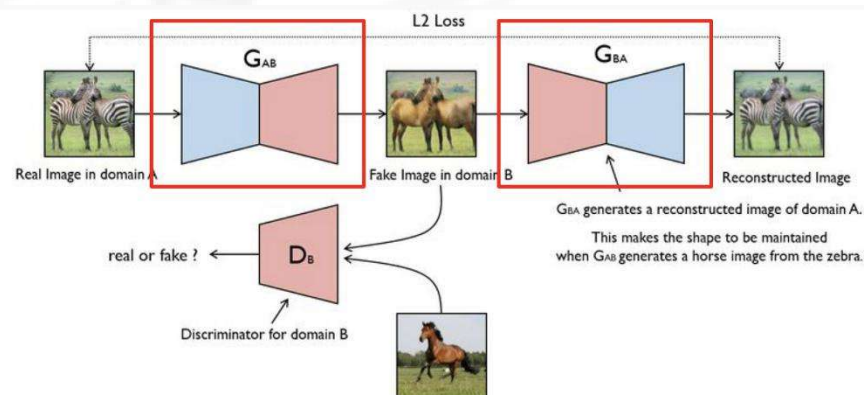 L2 Loss
GAB
GBA
Real Image in domain A
Fake Image in domain B
Reconstructed Image
GBA generates a reconstructed image of domain A.
This makes the shape to be maintained
when GAB generates a horse image from the zebra.
real or fake ?
DB
Discriminator for domain B